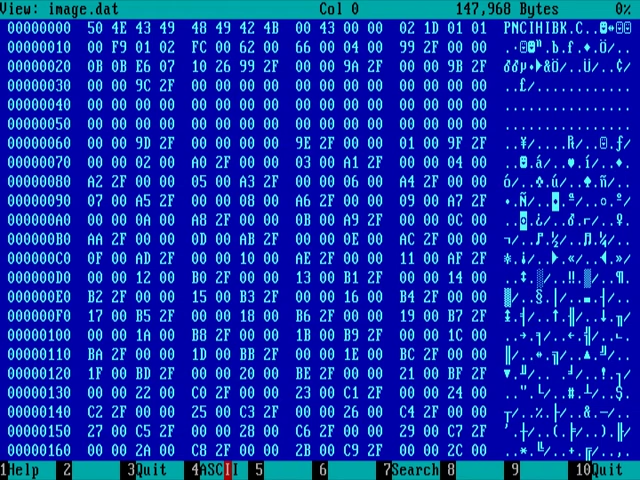 View: image.dat Col 0 147,968 Bytes 0%
00000000 50 4E 43 49 48 49 42 4B 00 43 00 00 02 1D 01 01 PNCIHIBK.C..☻↔☺☺
00000010 00 F9 01 02 FC 00 62 00 66 00 04 00 99 2F 00 00 .·☺☻ⁿ.b.f.♦.Ö/..
00000020 0B 0B E6 07 10 26 99 2F 00 00 9A 2F 00 00 9B 2F ♂♂µ•►&Ö/..Ü/..¢/
00000030 00 00 9C 2F 00 00 00 00 00 00 00 00 00 00 00 00 ..£/............
00000040 00 00 00 00 00 00 00 00 00 00 00 00 00 00 00 00 ................
00000050 00 00 00 00 00 00 00 00 00 00 00 00 00 00 00 00 ................
00000060 00 00 9D 2F 00 00 00 00 9E 2F 00 00 01 00 9F 2F ..¥/....₧/..☺.ƒ/
00000070 00 00 02 00 A0 2F 00 00 03 00 A1 2F 00 00 04 00 ..☻.á/..♥.í/..♦.
00000080 A2 2F 00 00 05 00 A3 2F 00 00 06 00 A4 2F 00 00 ó/..♣.ú/..♠.ñ/..
00000090 07 00 A5 2F 00 00 08 00 A6 2F 00 00 09 00 A7 2F •.Ñ/..◘.ª/..○.º/
000000A0 00 00 0A 00 A8 2F 00 00 0B 00 A9 2F 00 00 0C 00 ..◙.¿/..♂.⌐/..♀.
000000B0 AA 2F 00 00 0D 00 AB 2F 00 00 0E 00 AC 2F 00 00 ¬/..♪.½/..♫.¼/..
000000C0 0F 00 AD 2F 00 00 10 00 AE 2F 00 00 11 00 AF 2F ☼.¡/..►.«/..◄.»/
000000D0 00 00 12 00 B0 2F 00 00 13 00 B1 2F 00 00 14 00 ..↕.░/..‼.▒/..¶.
000000E0 B2 2F 00 00 15 00 B3 2F 00 00 16 00 B4 2F 00 00 ▓/..§.│/..▬.┤/..
000000F0 17 00 B5 2F 00 00 18 00 B6 2F 00 00 19 00 B7 2F ↨.╡/..↑.╢/..↓.╖/
00000100 00 00 1A 00 B8 2F 00 00 1B 00 B9 2F 00 00 1C 00 ..→.╕/..←.╣/..∟.
00000110 BA 2F 00 00 1D 00 BB 2F 00 00 1E 00 BC 2F 00 00 ║/..↔.╗/..▲.╝/..
00000120 1F 00 BD 2F 00 00 20 00 BE 2F 00 00 21 00 BF 2F ▼.╜/.. .╛/..!.┐/
00000130 00 00 22 00 C0 2F 00 00 23 00 C1 2F 00 00 24 00 ..".└/..#.┴/..$.
00000140 C2 2F 00 00 25 00 C3 2F 00 00 26 00 C4 2F 00 00 ┬/..%.├/..&.─/..
00000150 27 00 C5 2F 00 00 28 00 C6 2F 00 00 29 00 C7 2F '.┼/..(.╞/..).╟/
00000160 00 00 2A 00 C8 2F 00 00 2B 00 C9 2F 00 00 2C 00 ..*.╚/..+.╔/..,.
1Help 2 3Quit 4ASCII 5 6 7Search 8 9 10Quit